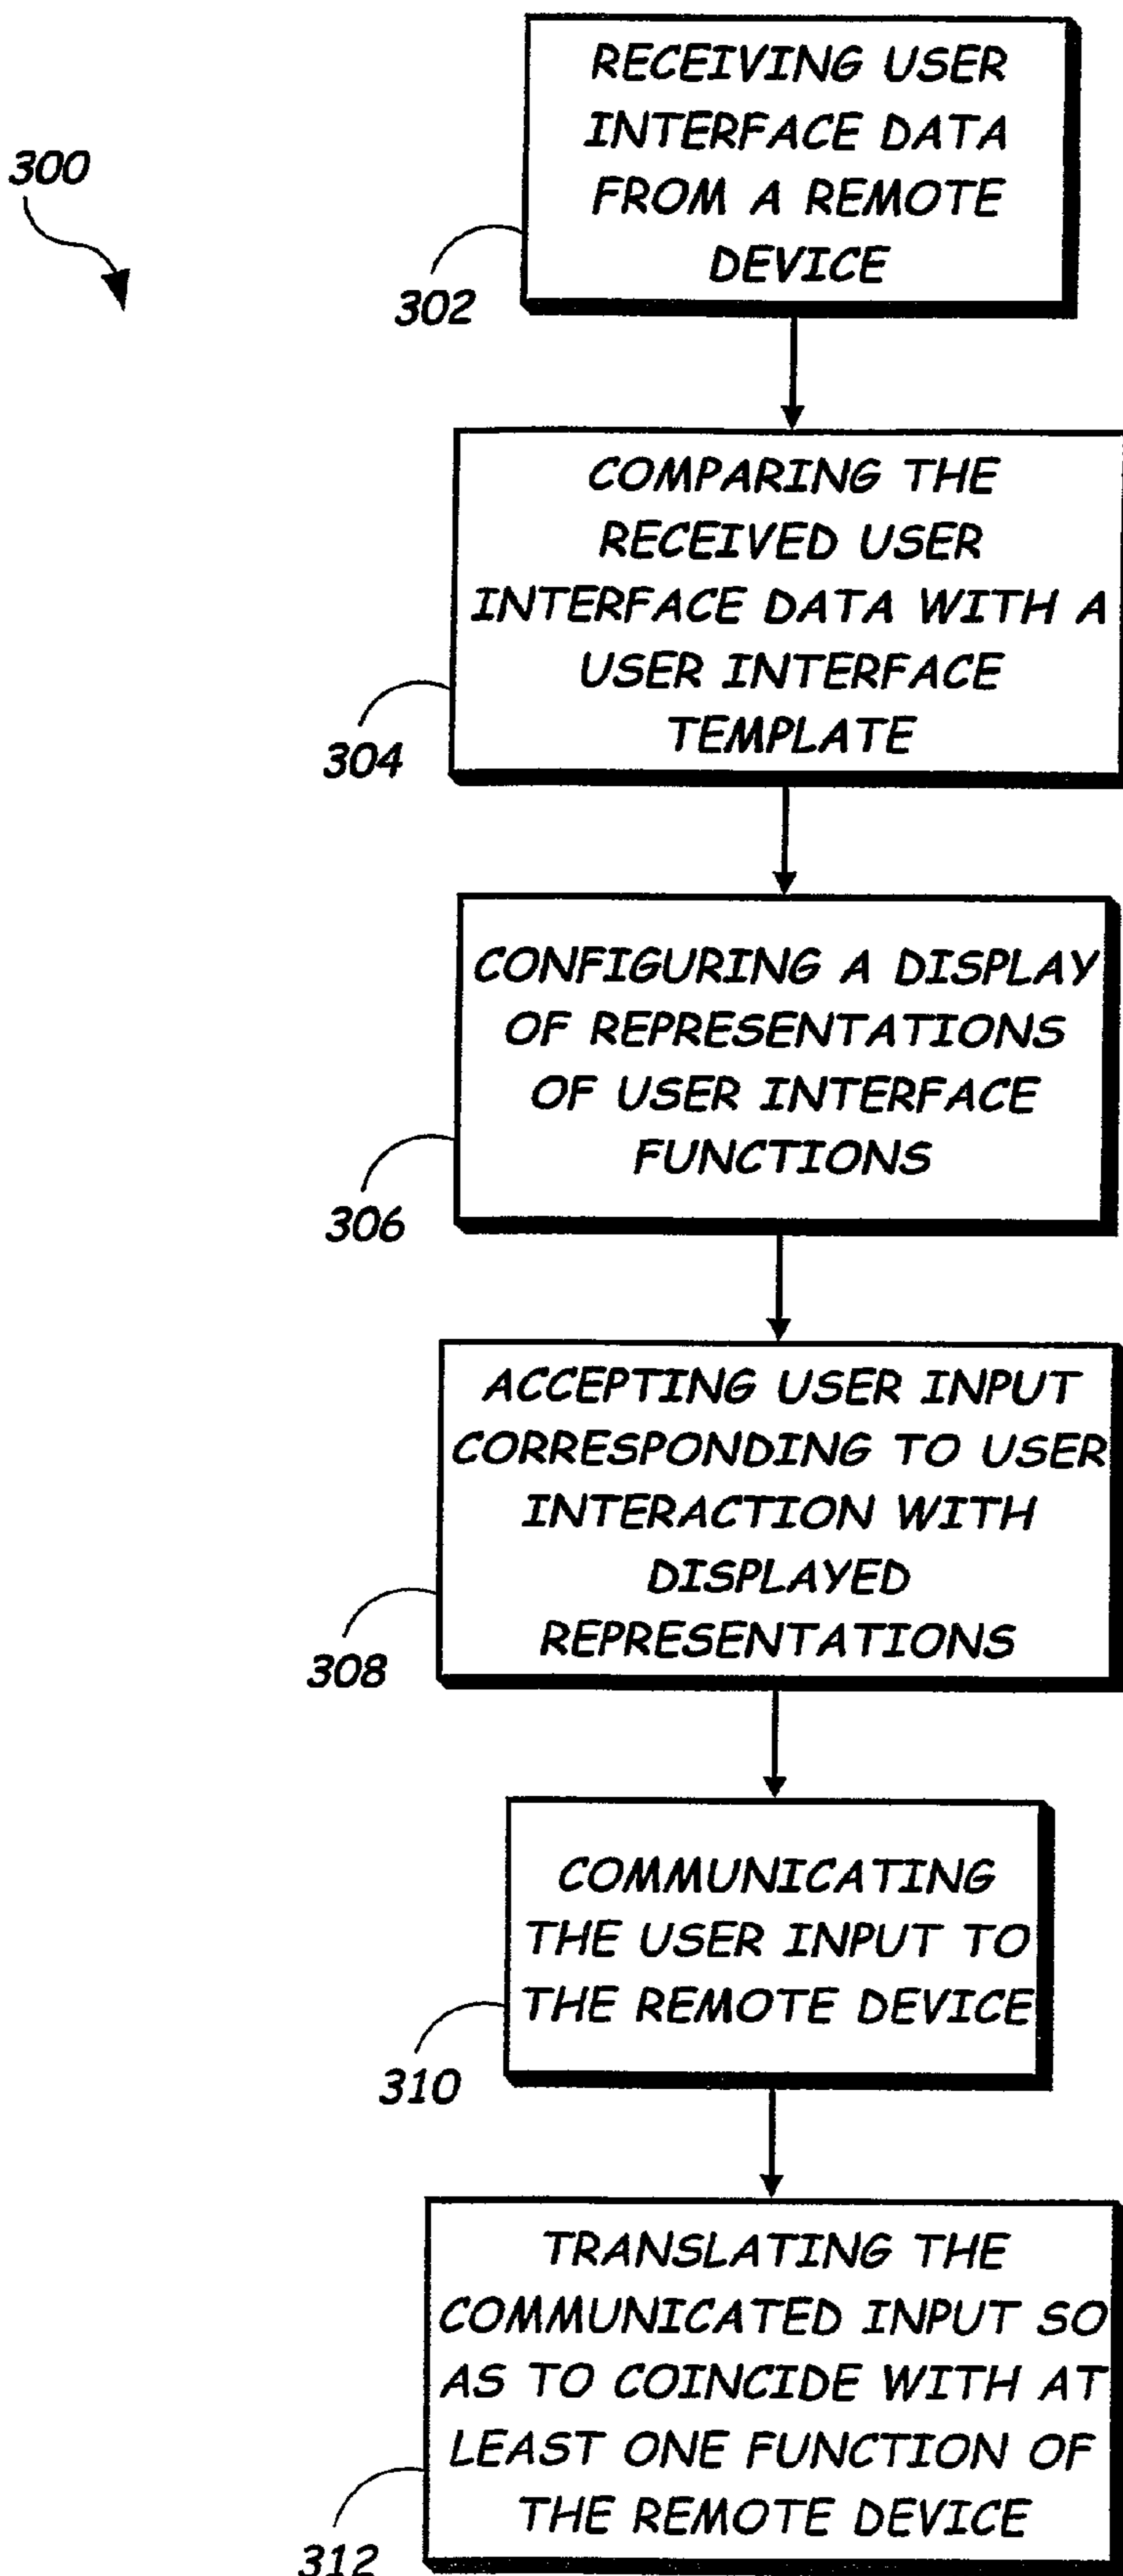 300
RECEIVING USER
INTERFACE DATA
FROM A REMOTE
DEVICE
302
COMPARING THE
RECEIVED USER
INTERFACE DATA WITH A
USER INTERFACE
TEMPLATE
304
CONFIGURING A DISPLAY
OF REPRESENTATIONS
OF USER INTERFACE
FUNCTIONS
306
ACCEPTING USER INPUT
CORRESPONDING TO USER
INTERACTION WITH
DISPLAYED
REPRESENTATIONS
308
COMMUNICATING
THE USER INPUT TO
THE REMOTE DEVICE
310
TRANSLATING THE
COMMUNICATED INPUT SO
AS TO COINCIDE WITH AT
LEAST ONE FUNCTION OF
THE REMOTE DEVICE
312